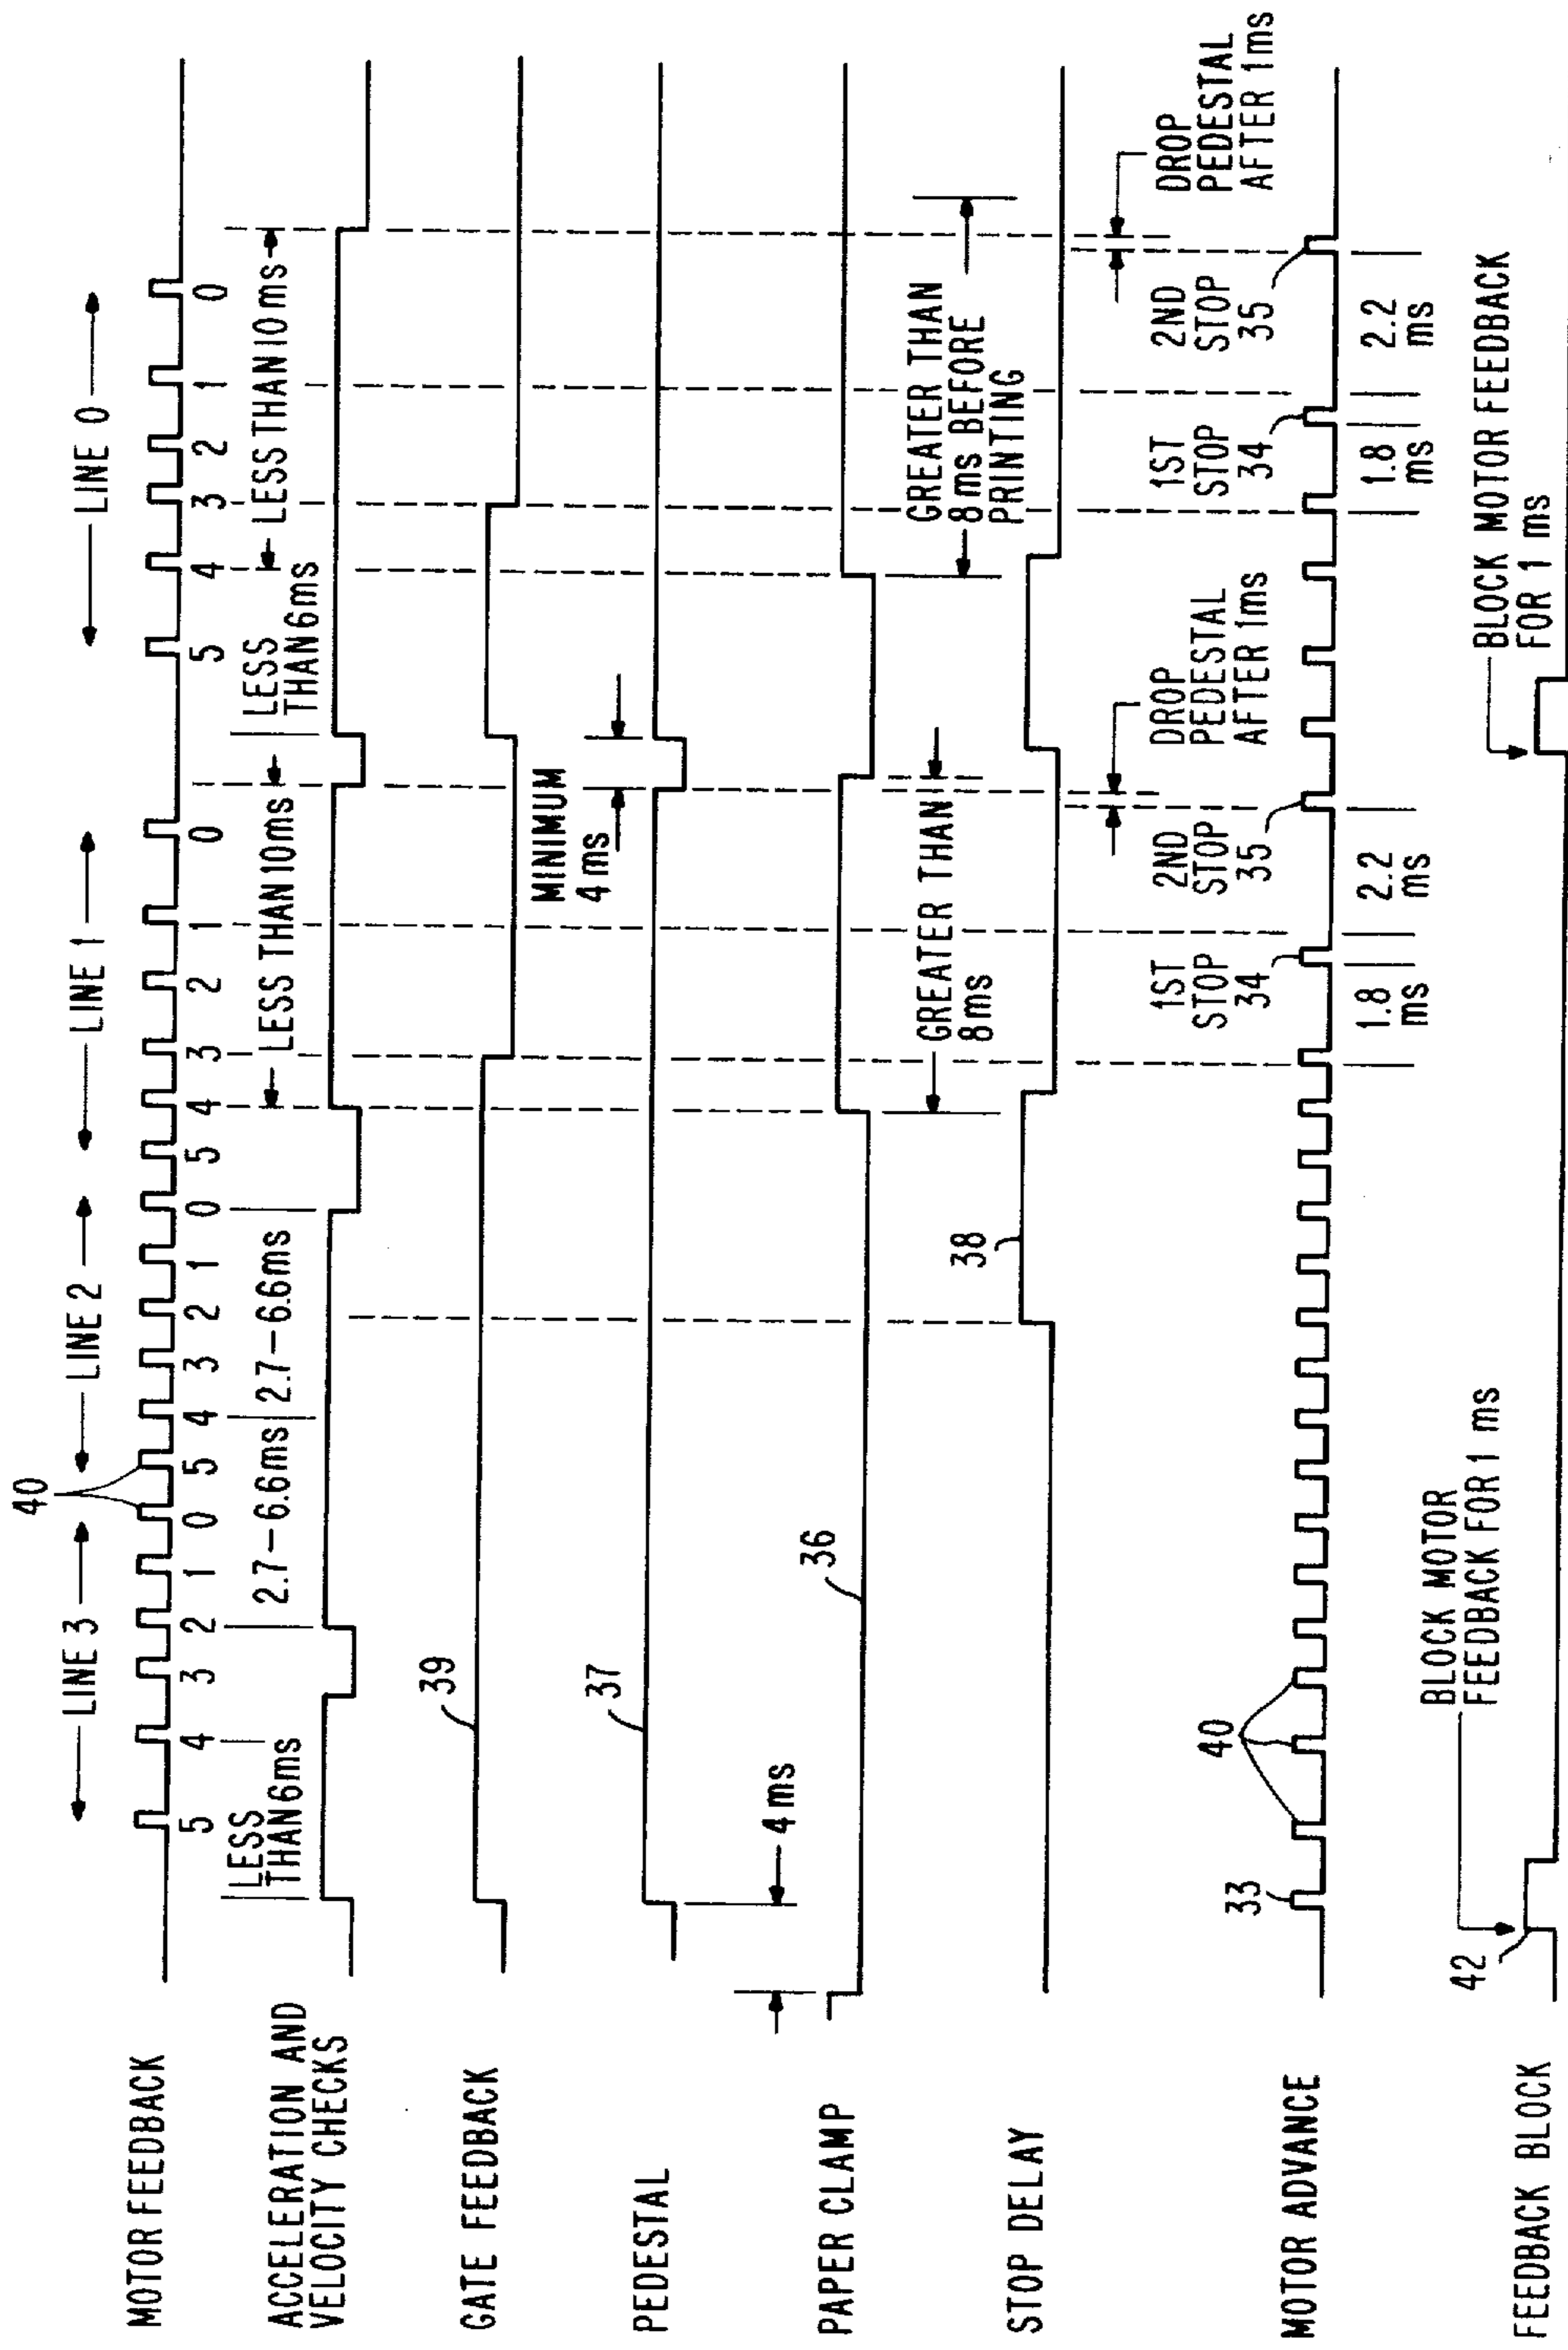 40
LINE 3
LINE 2
LINE 1
LINE 0
MOTOR FEEDBACK
5 4 3 2 1 0 5 4 3 2 1 0 5 4 3 2 1 0 5 4 3 2 1 0
ACCELERATION AND
VELOCITY CHECKS
LESS
THAN 6ms
2.7-6.6ms
2.7-6.6ms
LESS THAN 10ms
LESS
THAN 6ms
LESS THAN 10ms
GATE FEEDBACK
39
PEDESTAL
37
MINIMUM
4ms
PAPER CLAMP
4ms
36
GREATER THAN
8ms
GREATER THAN
8ms BEFORE
PRINTING
STOP DELAY
38
DROP
PEDESTAL
AFTER 1ms
DROP
PEDESTAL
AFTER 1ms
MOTOR ADVANCE
33
40
1ST
STOP
34
2ND
STOP
35
1ST
STOP
34
2ND
STOP
35
1.8
ms
2.2
ms
1.8
ms
2.2
ms
FEEDBACK BLOCK
42
BLOCK MOTOR
FEEDBACK FOR 1 ms
BLOCK MOTOR FEEDBACK
FOR 1 ms